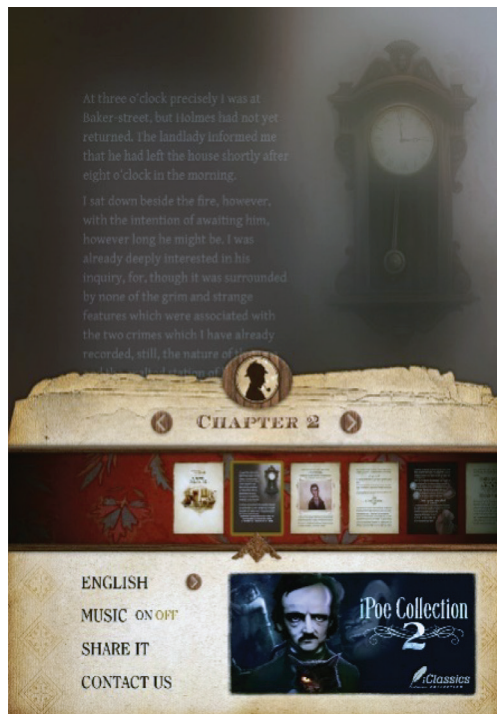 At three o'clock precisely I was at
Baker-street, but Holmes had not yet
returned. The landlady informed me
that he had left the house shortly after
eight o'clock in the morning.
I sat down beside the fire, however,
with the intention of awaiting him,
however long he might be. I was
already deeply interested in his
inquiry, for, though it was surrounded
by none of the grim and strange
features which were associated with
the two crimes which I have already
recorded, still, the nature of
station of
CHAPTER 2
ENGLISH
MUSIC ON OFF
SHARE IT
CONTACT US
iPoe Collection
2
iClassics
COLLECTION